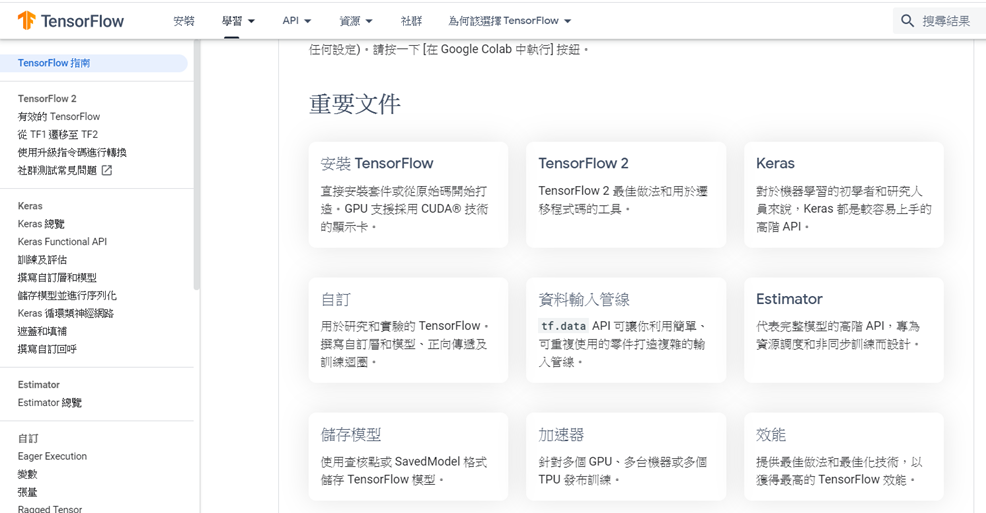 TensorFlow
安裝
學習
API
資源
社群
為何該選擇 TensorFlow
搜尋結果
TensorFlow 指南
TensorFlow 2
有效的 TensorFlow
從 TF1 遷移至 TF2
使用升級指令碼進行轉換
社群測試常見問題
Keras
Keras 總覽
Keras Functional API
訓練及評估
撰寫自訂層和模型
儲存模型並進行序列化
Keras 循環類神經網路
遮蓋和填補
撰寫自訂回呼
Estimator
Estimator 總覽
自訂
Eager Execution
變數
張量
Ragged Tensor
任何設定)。請按一下 [在 Google Colab 中執行] 按鈕。
重要文件
安裝 TensorFlow
直接安裝套件或從原始碼開始打
造。GPU 支援採用 CUDA® 技術
的顯示卡。
TensorFlow 2
TensorFlow 2 最佳做法和用於遷
移程式碼的工具。
Keras
對於機器學習的初學者和研究人
員來說，Keras 都是較容易上手的
高階 API。
自訂
用於研究和實驗的 TensorFlow。
撰寫自訂層和模型、正向傳遞及
訓練迴圈。
資料輸入管線
tf.data API 可讓你利用簡單、
可重複使用的零件打造複雜的輸
入管線。
Estimator
代表完整模型的高階 API，專為
資源調度和非同步訓練而設計。
儲存模型
使用查核點或 SavedModel 格式
儲存 TensorFlow 模型。
加速器
針對多個 GPU、多台機器或多個
TPU 發布訓練。
效能
提供最佳做法和最佳化技術，以
獲得最高的 TensorFlow 效能。